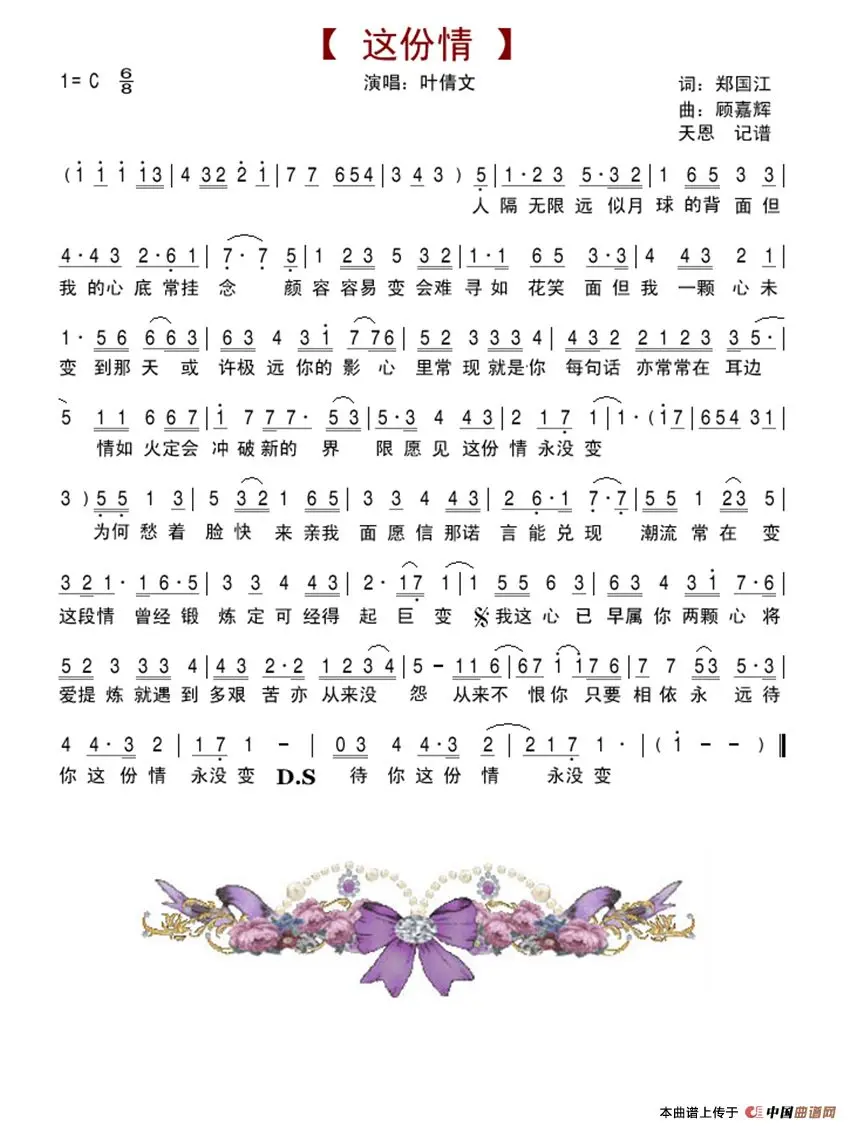 【 这份情 】
1= C 6/8 演唱：叶倩文 词：郑国江
曲：顾嘉辉
天恩 记谱
(i i i i3 | 4 32 2 i | 7 7 654 | 3 4 3 ) 5 | 1·2 3 5·3 2 | 1 6 5 3 3 |
人 隔 无限 远 似月 球 的背 面 但
4·4 3 2·6 1 | 7· 7 5 | 1 2 3 5 3 2 | 1·1 6 5 3·3 | 4 4 3 2 1 |
我 的心 底 常挂 念 颜 容 容易 变 会难 寻 如 花笑 面 但 我 一颗 心 未
1· 5 6 6 6 3 | 6 3 4 3 i 7 76 | 5 2 3 3 3 4 | 4 3 2 2 1 2 3 3 5· |
变 到那 天 或 许极 远 你的 影 心 里常 现 就是·你 每句话 亦常常在 耳边
5 1 1 6 6 7 | i 7 7 7· 5 3 | 5·3 4 4 3 | 2 1 7 1 | 1· (i7 | 654 31 |
情如 火定会 冲 破 新的 界 限 愿 见 这份 情 永没 变
3 ) 5 5 1 3 | 5 3 2 1 6 5 | 3 4 4 3 | 2 6·1 7·7 | 5 5 1 2 3 5 |
为何 愁 着 脸 快 来 亲我 面 愿 信 那诺 言 能 兑 现 潮流 常 在 变
3 2 1· 1 6·5 | 3 3 4 4 3 | 2· 1 7 1 | 1 5 5 6 3 | 6 3 4 3 i 7·6 |
这段情 曾经 锻 炼 定 可 经得 起 巨 变 𝄋 我这 心 已 早属 你 两颗 心 将
5 2 3 3 3 4 | 4 3 2·2 1 2 3 4 | 5 - 11 6 | 67 i i76 | 7 7 53 5·3 |
爱提 炼 就遇 到 多艰 苦 亦 从来没 怨 从来不 恨你 只要 相 依 永 远 待
4 4·3 2 | 1 7 1 - | 0 3 4 4·3 2 | 2 1 7 1· | ( i - - ) ‖
你 这 份 情 永没 变 D.S 待 你 这 份 情 永没 变
本曲谱上传于 中国曲谱网